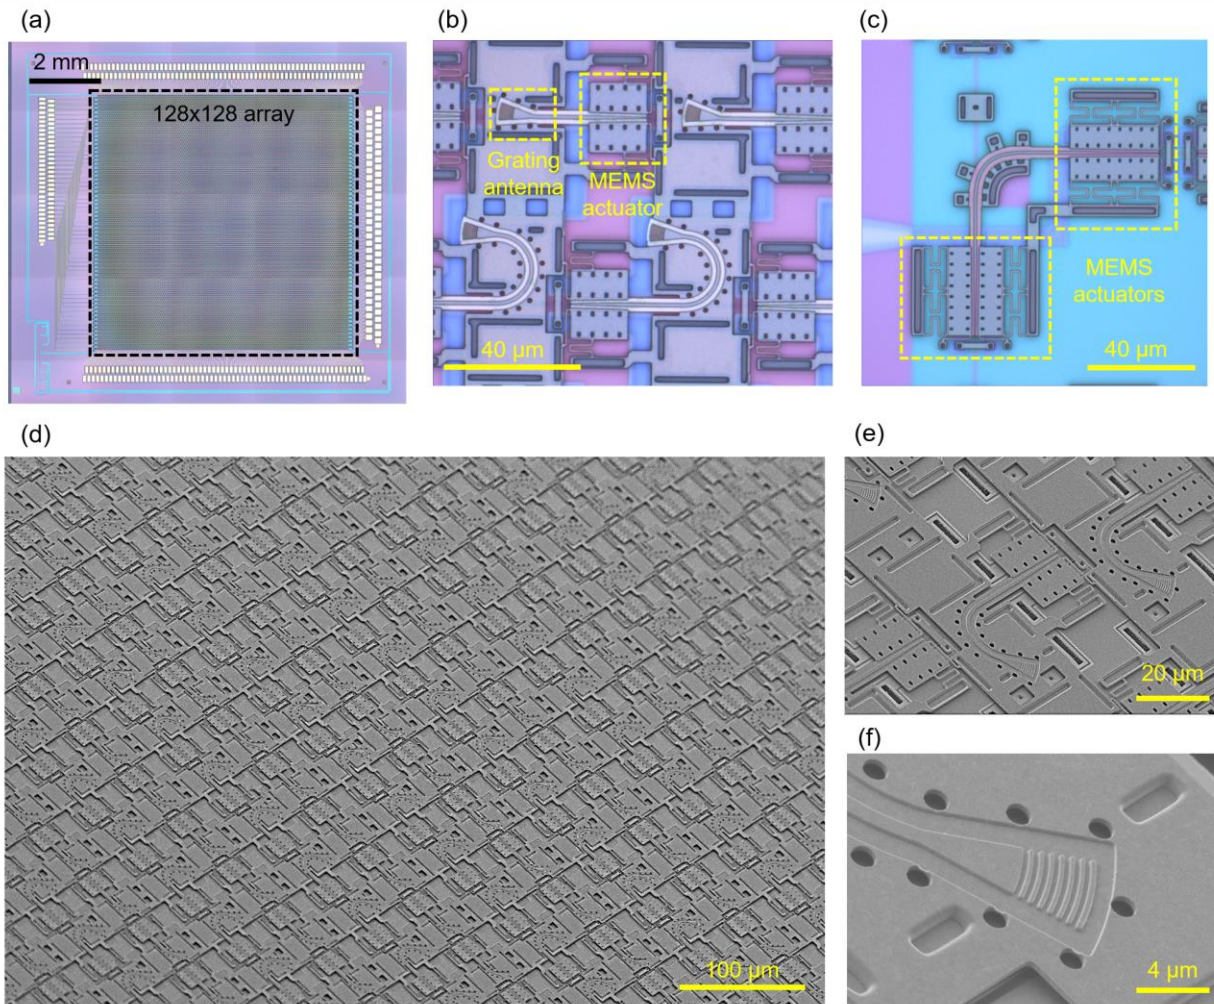 (a)
2 mm
128x128 array
(b)
Grating
antenna
MEMS
actuator
40 µm
(c)
MEMS
actuators
40 µm
(d)
100 µm
(e)
20 µm
(f)
4 µm